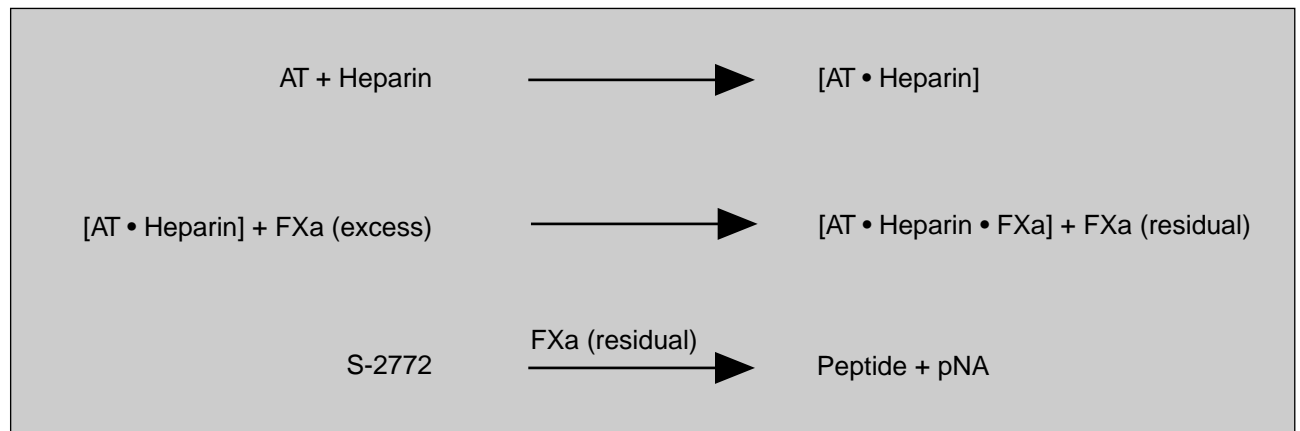 AT + Heparin [AT • Heparin]
[AT • Heparin] + FXa (excess) [AT • Heparin • FXa] + FXa (residual)
FXa (residual)
S-2772 Peptide + pNA